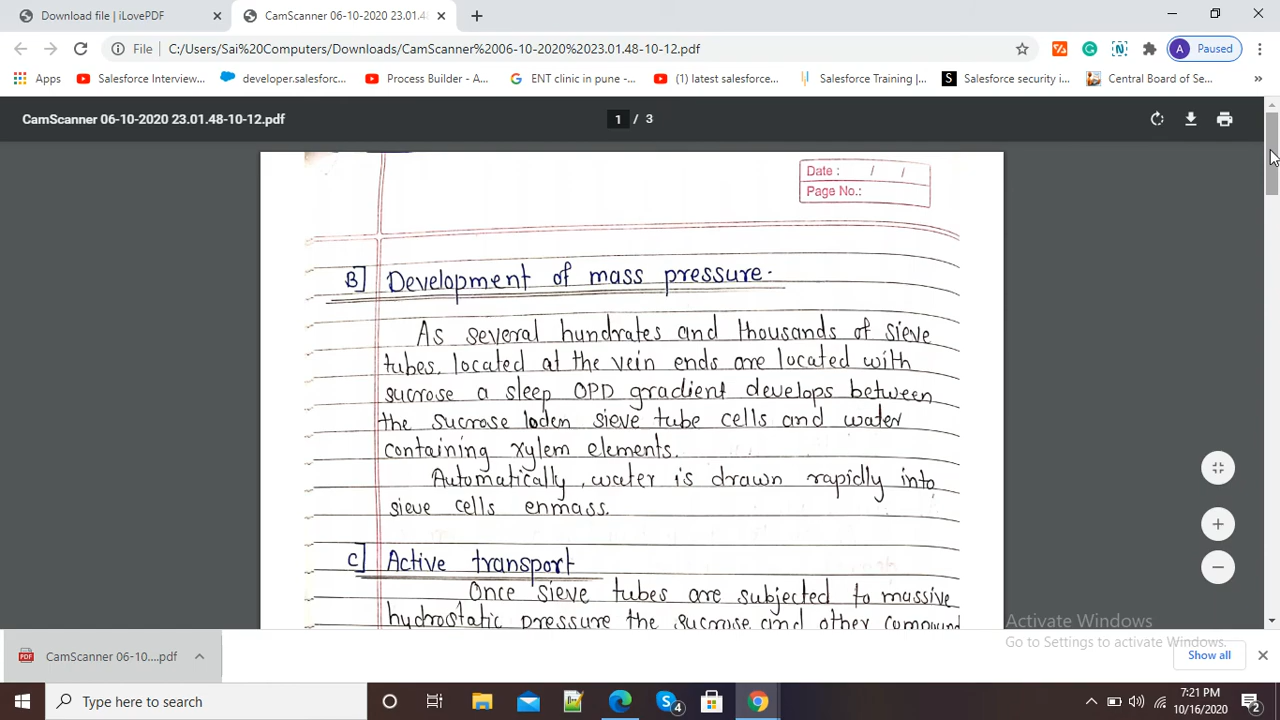 Download file | iLovePDF
CamScanner 06-10-2020 23.01.48
File
C:/Users/Sai%20Computers/Downloads/CamScanner%2006-10-2020%2023.01.48-10-12.pdf
A Paused
Apps
Salesforce Interview...
developer.salesforc...
Process Builder - A...
ENT clinic in pune -...
(1) latest salesforce...
Salesforce Training |...
S Salesforce security i...
Central Board of Se...
CamScanner 06-10-2020 23.01.48-10-12.pdf
1 / 3
Date : / /
Page No.:
B] Development of mass pressure.
As several hundrates and thousands of sieve
tubes. located at the vein ends are located with
sucrose a sleep OPD gradient develops between
the sucrose loden sieve tube cells and water
containing xylem elements.
Automatically, water is drawn rapidly into
sieve cells enmass.
C] Active transport
Once sieve tubes are subjected to massive
hydrostatic pressure the sucrose and other compound
Activate Windows
Go to Settings to activate Windows.
CamScanner 06-10....pdf
Show all
Type here to search
4
7:21 PM
10/16/2020
2